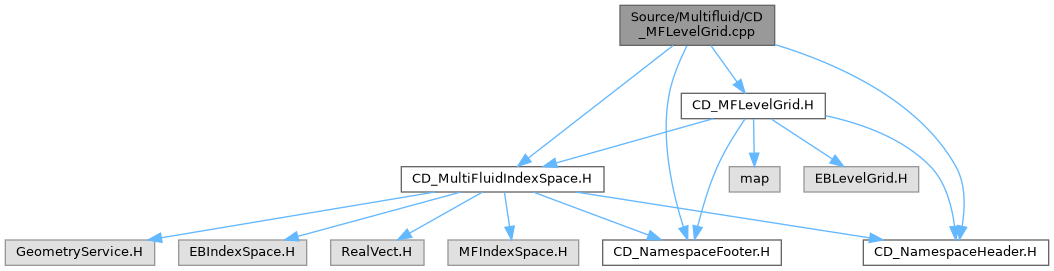 Source/Multifluid/CD
_MFLevelGrid.cpp
CD_MFLevelGrid.H
CD_MultiFluidIndexSpace.H
map
EBLevelGrid.H
GeometryService.H
EBIndexSpace.H
RealVect.H
MFIndexSpace.H
CD_NamespaceFooter.H
CD_NamespaceHeader.H